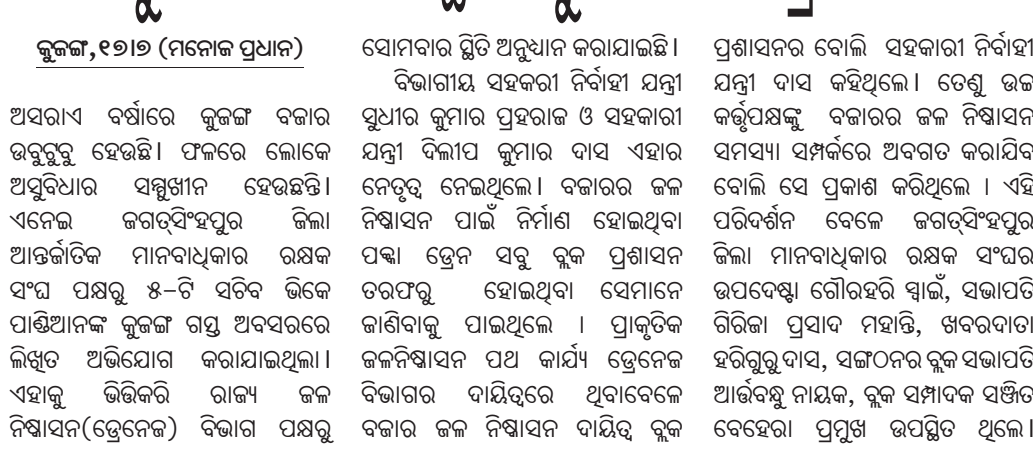 କୁଜଙ୍ଗ,୧୭।୭ (ମନୋଜ ପ୍ରଧାନ)
ଅସରାଏ ବର୍ଷାରେ କୁଜଙ୍ଗ ବଜାର
ଉବୁଟୁବୁ ହେଉଛି। ଫଳରେ ଲୋକେ
ଅସୁବିଧାର ସମ୍ମୁଖୀନ ହେଉଛନ୍ତି।
ଏନେଇ ଜଗତ୍‌ସିଂହପୁର ଜିଲା
ଆନ୍ତର୍ଜାତିକ ମାନବାଧିକାର ରକ୍ଷକ
ସଂଘ ପକ୍ଷରୁ ୫-ଟି ସଚିବ ଭିକେ
ପାଣ୍ଡିଆନଙ୍କ କୁଜଙ୍ଗ ଗସ୍ତ ଅବସରରେ
ଲିଖିତ ଅଭିଯୋଗ କରାଯାଇଥିଲା।
ଏହାକୁ ଭିତ୍ତିକରି ରାଜ୍ୟ ଜଳ
ନିଷ୍କାସନ(ଡ୍ରେନେଜ) ବିଭାଗ ପକ୍ଷରୁ
ସୋମବାର ସ୍ଥିତି ଅନୁଧ୍ୟାନ କରାଯାଇଛି।
ବିଭାଗୀୟ ସହକରୀ ନିର୍ବାହୀ ଯନ୍ତ୍ରୀ
ସୁଧୀର କୁମାର ପ୍ରହରାଜ ଓ ସହକାରୀ
ଯନ୍ତ୍ରୀ ଦିଲୀପ କୁମାର ଦାସ ଏହାର
ନେତୃତ୍ୱ ନେଇଥିଲେ। ବଜାରର ଜଳ
ନିଷ୍କାସନ ପାଇଁ ନିର୍ମାଣ ହୋଇଥିବା
ପକ୍କା ଡ୍ରେନ ସବୁ ବ୍ଲକ ପ୍ରଶାସନ
ତରଫରୁ ହୋଇଥିବା ସେମାନେ
ଜାଣିବାକୁ ପାଇଥିଲେ । ପ୍ରାକୃତିକ
ଜଳନିଷ୍କାସନ ପଥ କାର୍ଯ୍ୟ ଡ୍ରେନେଜ
ବିଭାଗର ଦାୟିତ୍ୱରେ ଥିବାବେଳେ
ବଜାର ଜଳ ନିଷ୍କାସନ ଦାୟିତ୍ୱ ବ୍ଲକ
ପ୍ରଶାସନର ବୋଲି ସହକାରୀ ନିର୍ବାହୀ
ଯନ୍ତ୍ରୀ ଦାସ କହିଥିଲେ। ତେଣୁ ଉଚ୍ଚ
କର୍ତ୍ତୃପକ୍ଷଙ୍କୁ ବଜାରର ଜଳ ନିଷ୍କାସନ
ସମସ୍ୟା ସମ୍ପର୍କରେ ଅବଗତ କରାଯିବ
ବୋଲି ସେ ପ୍ରକାଶ କରିଥିଲେ । ଏହି
ପରିଦର୍ଶନ ବେଳେ ଜଗତ୍‌ସିଂହପୁର
ଜିଲା ମାନବାଧିକାର ରକ୍ଷକ ସଂଘର
ଉପଦେଷ୍ଟା ଗୌରହରି ସ୍ୱାଇଁ, ସଭାପତି
ଗିରିଜା ପ୍ରସାଦ ମହାନ୍ତି, ଖବରଦାତା
ହରିଗୁରୁ ଦାସ, ସଙ୍ଗଠନର ବ୍ଲକ ସଭାପତି
ଆର୍ତ୍ତବନ୍ଧୁ ନାୟକ, ବ୍ଲକ ସମ୍ପାଦକ ସଞ୍ଜିତ
ବେହେରା ପ୍ରମୁଖ ଉପସ୍ଥିତ ଥିଲେ।